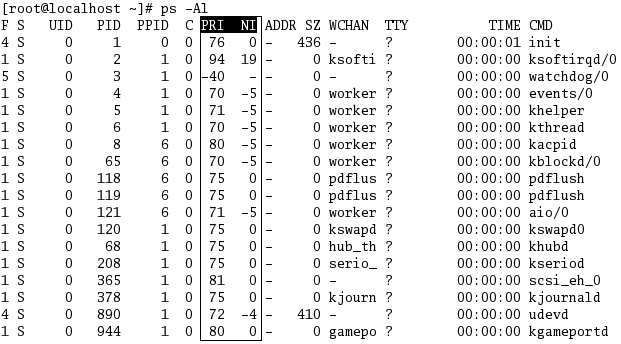 [root@localhost ~]# ps -Al
F S   UID   PID  PPID  C PRI  NI ADDR SZ WCHAN  TTY          TIME CMD
4 S     0     1     0  0  76   0 -   436 -      ?        00:00:01 init
1 S     0     2     1  0  94  19 -     0 ksofti ?        00:00:00 ksoftirqd/0
5 S     0     3     1  0 -40   - -     0 -      ?        00:00:00 watchdog/0
1 S     0     4     1  0  70  -5 -     0 worker ?        00:00:00 events/0
1 S     0     5     1  0  71  -5 -     0 worker ?        00:00:00 khelper
1 S     0     6     1  0  70  -5 -     0 worker ?        00:00:00 kthread
1 S     0     8     6  0  80  -5 -     0 worker ?        00:00:00 kacpid
1 S     0    65     6  0  70  -5 -     0 worker ?        00:00:00 kblockd/0
1 S     0   118     6  0  75   0 -     0 pdflus ?        00:00:00 pdflush
1 S     0   119     6  0  75   0 -     0 pdflus ?        00:00:00 pdflush
1 S     0   121     6  0  71  -5 -     0 worker ?        00:00:00 aio/0
1 S     0   120     1  0  75   0 -     0 kswapd ?        00:00:00 kswapd0
1 S     0    68     1  0  75   0 -     0 hub_th ?        00:00:00 khubd
1 S     0   208     1  0  75   0 -     0 serio_ ?        00:00:00 kseriod
1 S     0   365     1  0  81   0 -     0 -      ?        00:00:00 scsi_eh_0
1 S     0   378     1  0  75   0 -     0 kjourn ?        00:00:00 kjournald
4 S     0   890     1  0  72  -4 -   410 -      ?        00:00:00 udevd
1 S     0   944     1  0  80   0 -     0 gamepo ?        00:00:00 kgameportd